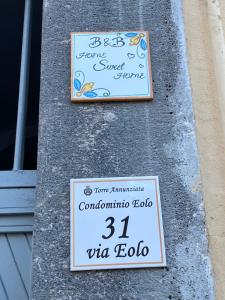 B&B
Home
Sweet
Home
Torre Annunziata
Condominio Eolo
31
via Eolo